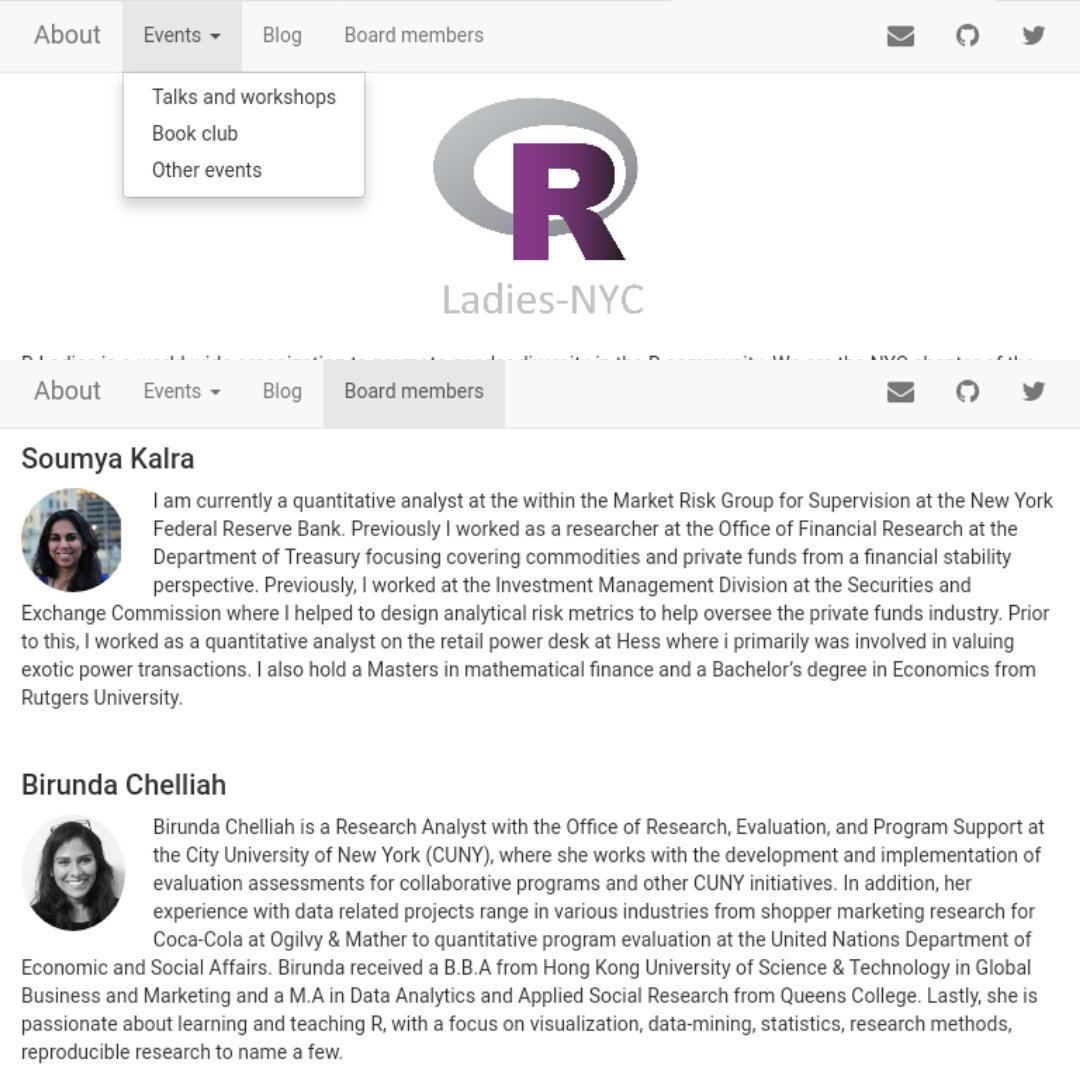 About Events Blog Board members
Talks and workshops
Book club
Other events
R
Ladies-NYC
About Events Blog Board members
Soumya Kalra
I am currently a quantitative analyst at the within the Market Risk Group for Supervision at the New York
Federal Reserve Bank. Previously I worked as a researcher at the Office of Financial Research at the
Department of Treasury focusing covering commodities and private funds from a financial stability
perspective. Previously, I worked at the Investment Management Division at the Securities and
Exchange Commission where I helped to design analytical risk metrics to help oversee the private funds industry. Prior
to this, I worked as a quantitative analyst on the retail power desk at Hess where i primarily was involved in valuing
exotic power transactions. I also hold a Masters in mathematical finance and a Bachelor’s degree in Economics from
Rutgers University.
Birunda Chelliah
Birunda Chelliah is a Research Analyst with the Office of Research, Evaluation, and Program Support at
the City University of New York (CUNY), where she works with the development and implementation of
evaluation assessments for collaborative programs and other CUNY initiatives. In addition, her
experience with data related projects range in various industries from shopper marketing research for
Coca-Cola at Ogilvy & Mather to quantitative program evaluation at the United Nations Department of
Economic and Social Affairs. Birunda received a B.B.A from Hong Kong University of Science & Technology in Global
Business and Marketing and a M.A in Data Analytics and Applied Social Research from Queens College. Lastly, she is
passionate about learning and teaching R, with a focus on visualization, data-mining, statistics, research methods,
reproducible research to name a few.